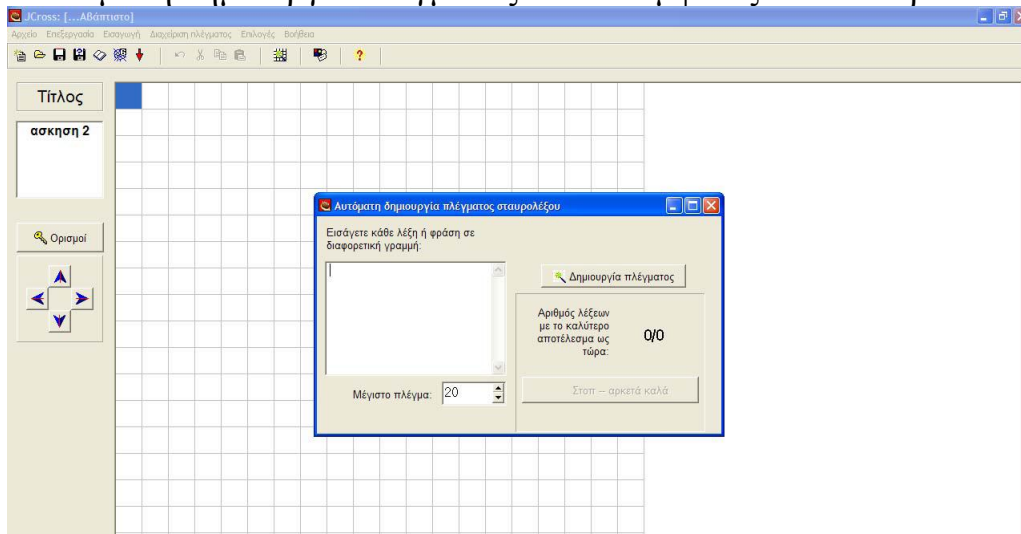 JCross: [...Αβάπτιστο]
Αρχείο Επεξεργασία Εισαγωγή Διαχείριση πλέγματος Επιλογές Βοήθεια
Τίτλος
ασκηση 2
Ορισμοί
Αυτόματη δημιουργία πλέγματος σταυρολέξου
Εισάγετε κάθε λέξη ή φράση σε
διαφορετική γραμμή:
Δημιουργία πλέγματος
Αριθμός λέξεων
με το καλύτερο
αποτέλεσμα ως
τώρα:
0/0
Μέγιστο πλέγμα: 20
Στοπ – αρκετά καλά